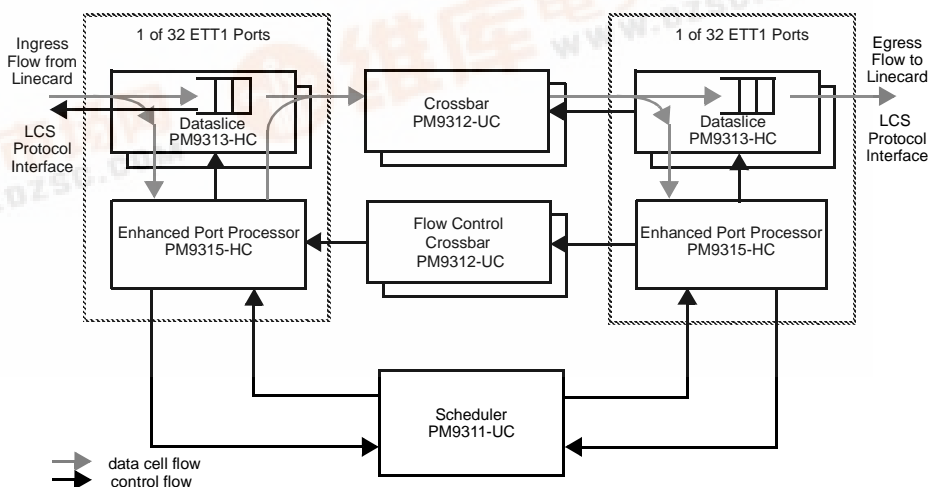 1 of 32 ETT1 Ports
1 of 32 ETT1 Ports
Ingress
Flow from
Linecard
LCS
Protocol
Interface
Dataslice
PM9313-HC
Enhanced Port Processor
PM9315-HC
Crossbar
PM9312-UC
Flow Control
Crossbar
PM9312-UC
Dataslice
PM9313-HC
Enhanced Port Processor
PM9315-HC
Egress
Flow to
Linecard
LCS
Protocol
Interface
Scheduler
PM9311-UC
data cell flow
control flow
维库